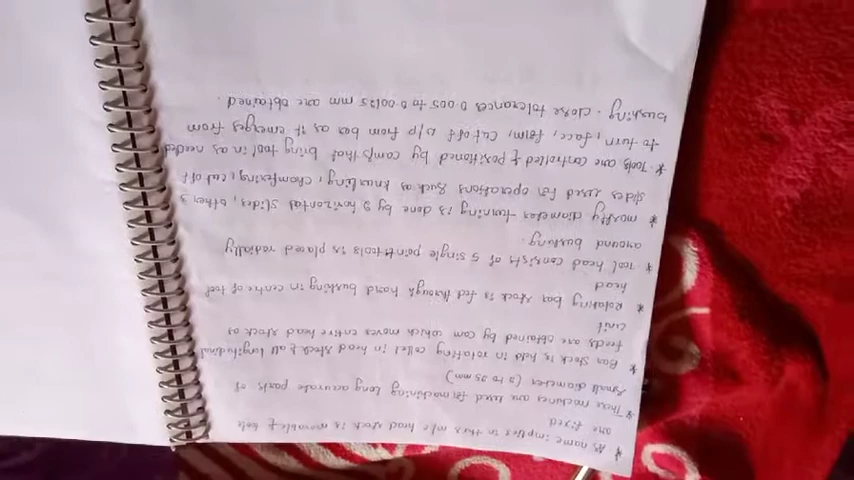 * As name implies in this m/c head stock is movable & tools
are fixed
* These machines are used for machining long accurate parts of
small diameter (2 to 25 mm)
* Bar stock is held in rotating collet in head stock & all longitudinal
feeds are obtained by cam which moves entire head stock as
unit
* Rotating bar stock is fed through hand bushing in centre of tool
head
* Tool head consists of 5 single point tools is placed radially
around bushing.
* mostly diameter turning is done by 2 horizontal slides, other 3
slides used for operations such as knurling, chamfering, cut off
* Tools are controlled & positioned by cams that bring tool in as needed
to turn, face, form, cut off w/p from bar as it emerges from
bushing. close tolerances 0.005 to 0.00125 mm are obtained.